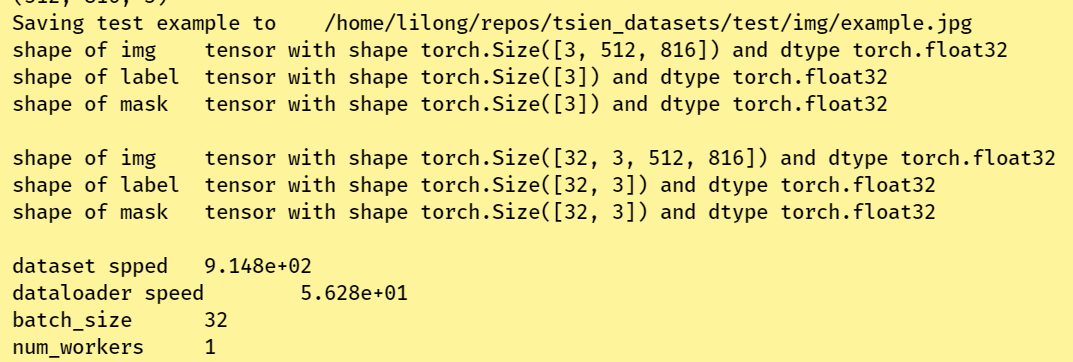 (512, 816, 3)
Saving test example to    /home/lilong/repos/tsien_datasets/test/img/example.jpg
shape of img    tensor with shape torch.Size([3, 512, 816]) and dtype torch.float32
shape of label  tensor with shape torch.Size([3]) and dtype torch.float32
shape of mask   tensor with shape torch.Size([3]) and dtype torch.float32

shape of img    tensor with shape torch.Size([32, 3, 512, 816]) and dtype torch.float32
shape of label  tensor with shape torch.Size([32, 3]) and dtype torch.float32
shape of mask   tensor with shape torch.Size([32, 3]) and dtype torch.float32

dataset spped   9.148e+02
dataloader speed        5.628e+01
batch_size      32
num_workers     1